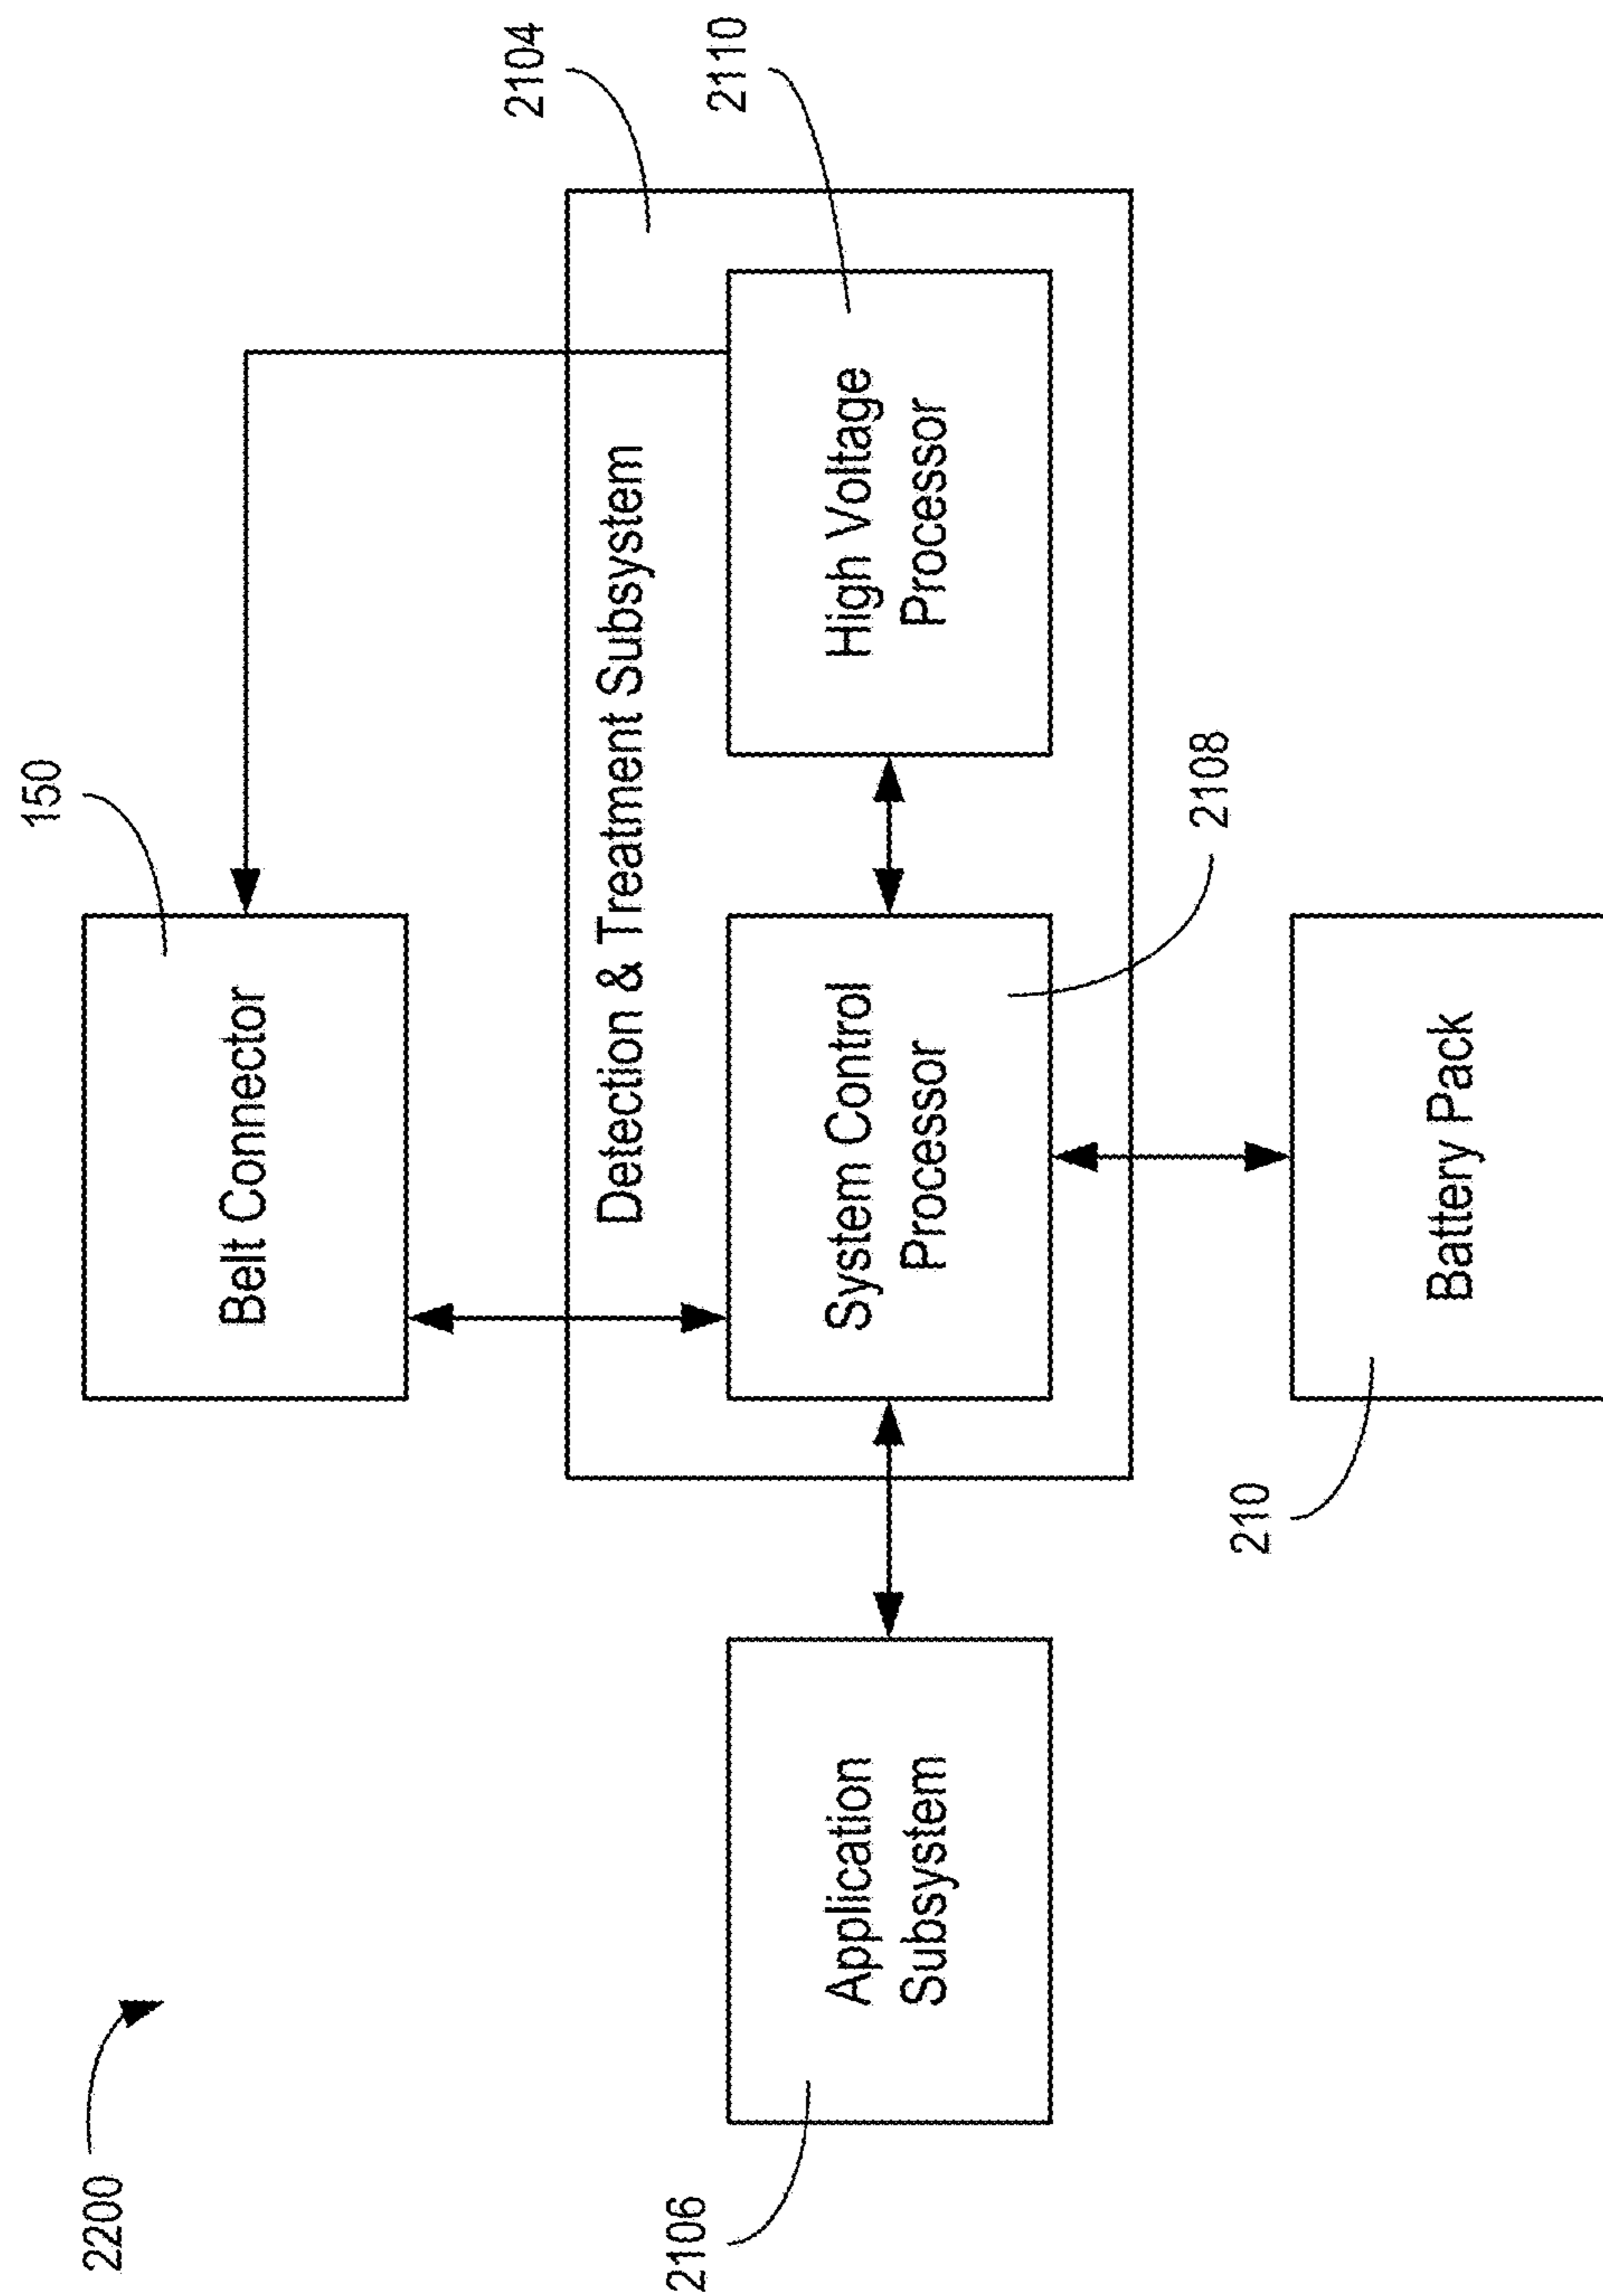 2200
150
Belt Connector
2104
Detection & Treatment Subsystem
2110
2106
Application
Subsystem
System Control
Processor
High Voltage
Processor
2108
210
Battery Pack